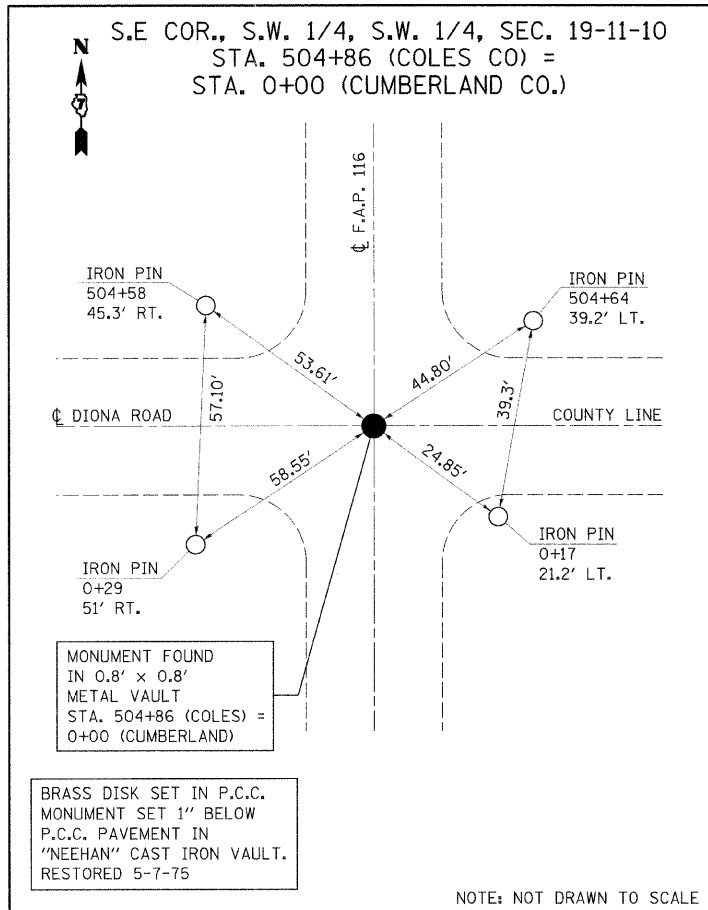 S.E COR., S.W. 1/4, S.W. 1/4, SEC. 19-11-10
STA. 504+86 (COLES CO) =
STA. 0+00 (CUMBERLAND CO.)
N
7
℄ F.A.P. 116
IRON PIN
504+58
45.3' RT.
IRON PIN
504+64
39.2' LT.
53.61'
44.80'
57.10'
39.3'
℄ DIONA ROAD
COUNTY LINE
58.55'
24.85'
IRON PIN
0+29
51' RT.
IRON PIN
0+17
21.2' LT.
MONUMENT FOUND
IN 0.8' x 0.8'
METAL VAULT
STA. 504+86 (COLES) =
0+00 (CUMBERLAND)
BRASS DISK SET IN P.C.C.
MONUMENT SET 1" BELOW
P.C.C. PAVEMENT IN
"NEEHAN" CAST IRON VAULT.
RESTORED 5-7-75
NOTE: NOT DRAWN TO SCALE